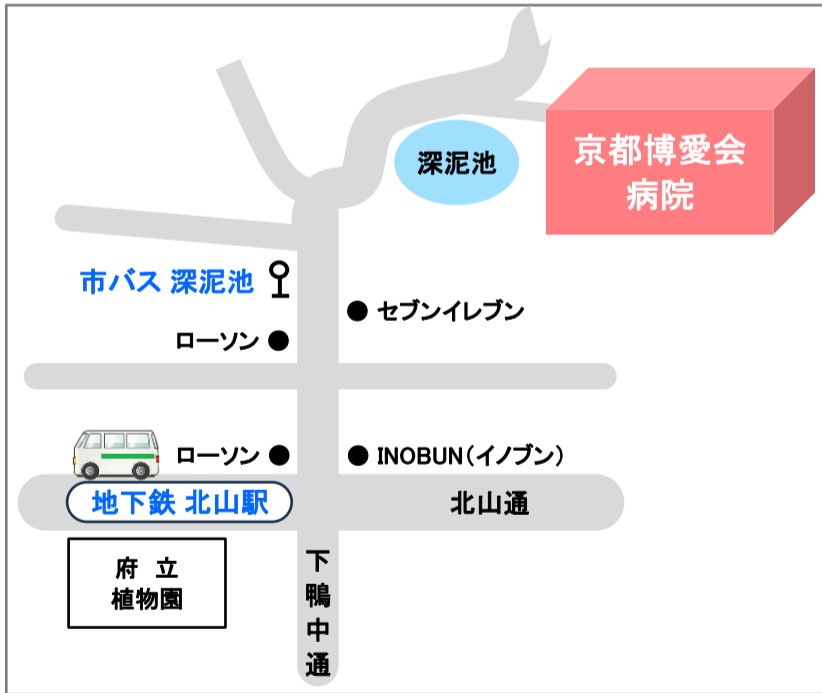 京都博愛会
病院
深泥池
市バス 深泥池
セブンイレブン
ローソン
ローソン
INOBUN(イノブン)
地下鉄 北山駅
北山通
府 立
植物園
下鴨中通